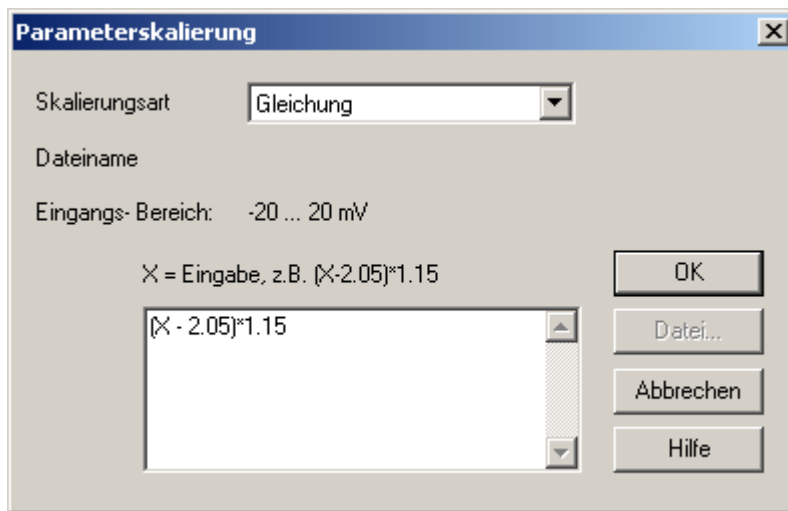 Parameterskalierung
Skalierungsart Gleichung
Dateiname
Eingangs- Bereich: -20 ... 20 mV
X = Eingabe, z.B. (X-2.05)*1.15
OK
(X - 2.05)*1.15
Datei...
Abbrechen
Hilfe